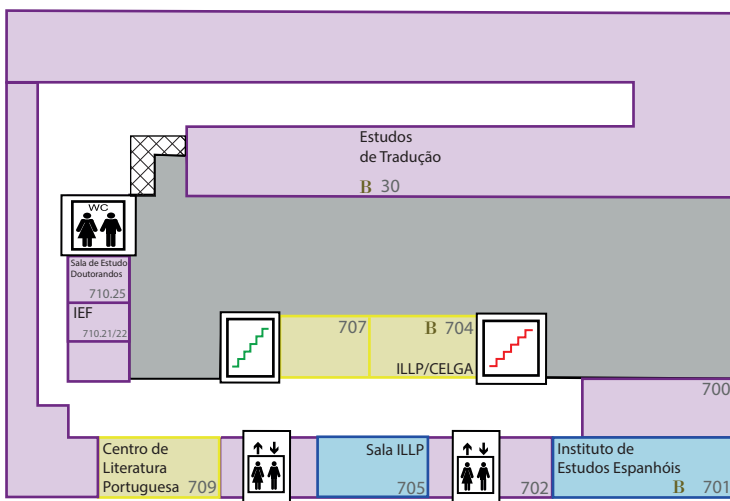 Estudos
de Tradução
B 30
WC
Sala de Estudo
Doutorandos
710.25
IEF
710.21/22
707
B 704
ILLP/CELGA
700
Centro de
Literatura
Portuguesa 709
Sala ILLP
705
702
Instituto de
Estudos Espanhóis
B 701